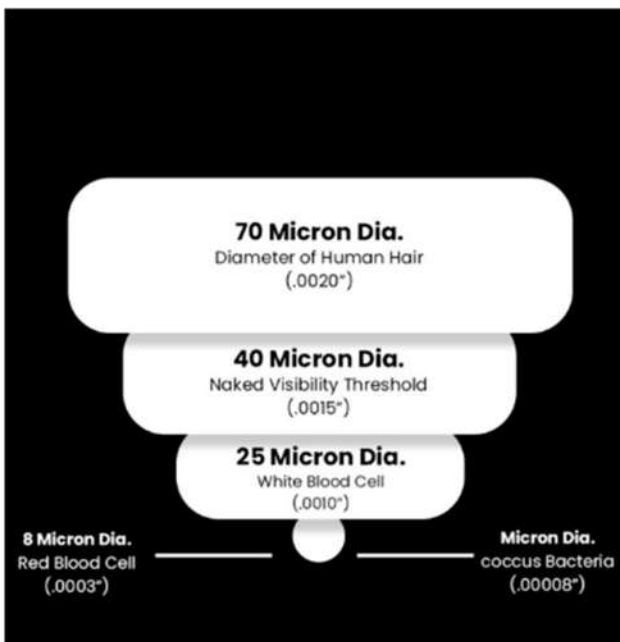 70 Micron Dia.
Diameter of Human Hair
(.0020")
40 Micron Dia.
Naked Visibility Threshold
(.0015")
25 Micron Dia.
White Blood Cell
(.0010")
8 Micron Dia.
Red Blood Cell
(.0003")
Micron Dia.
coccus Bacteria
(.00008")